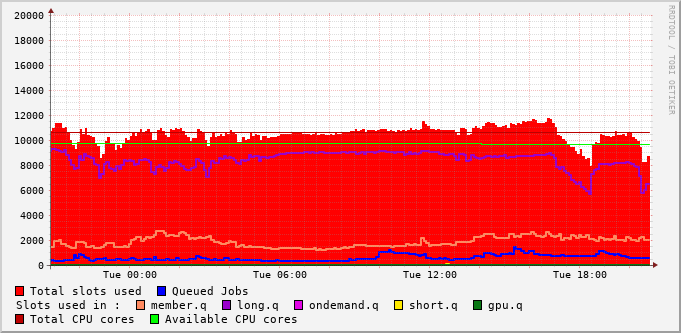 20000
18000
16000
14000
12000
10000
8000
6000
4000
2000
0
Tue 00:00 Tue 06:00 Tue 12:00 Tue 18:00
RRDTOOL / TOBI OETIKER
Total slots used Queued Jobs
Slots used in : member.q long.q ondemand.q short.q gpu.q
Total CPU cores Available CPU cores